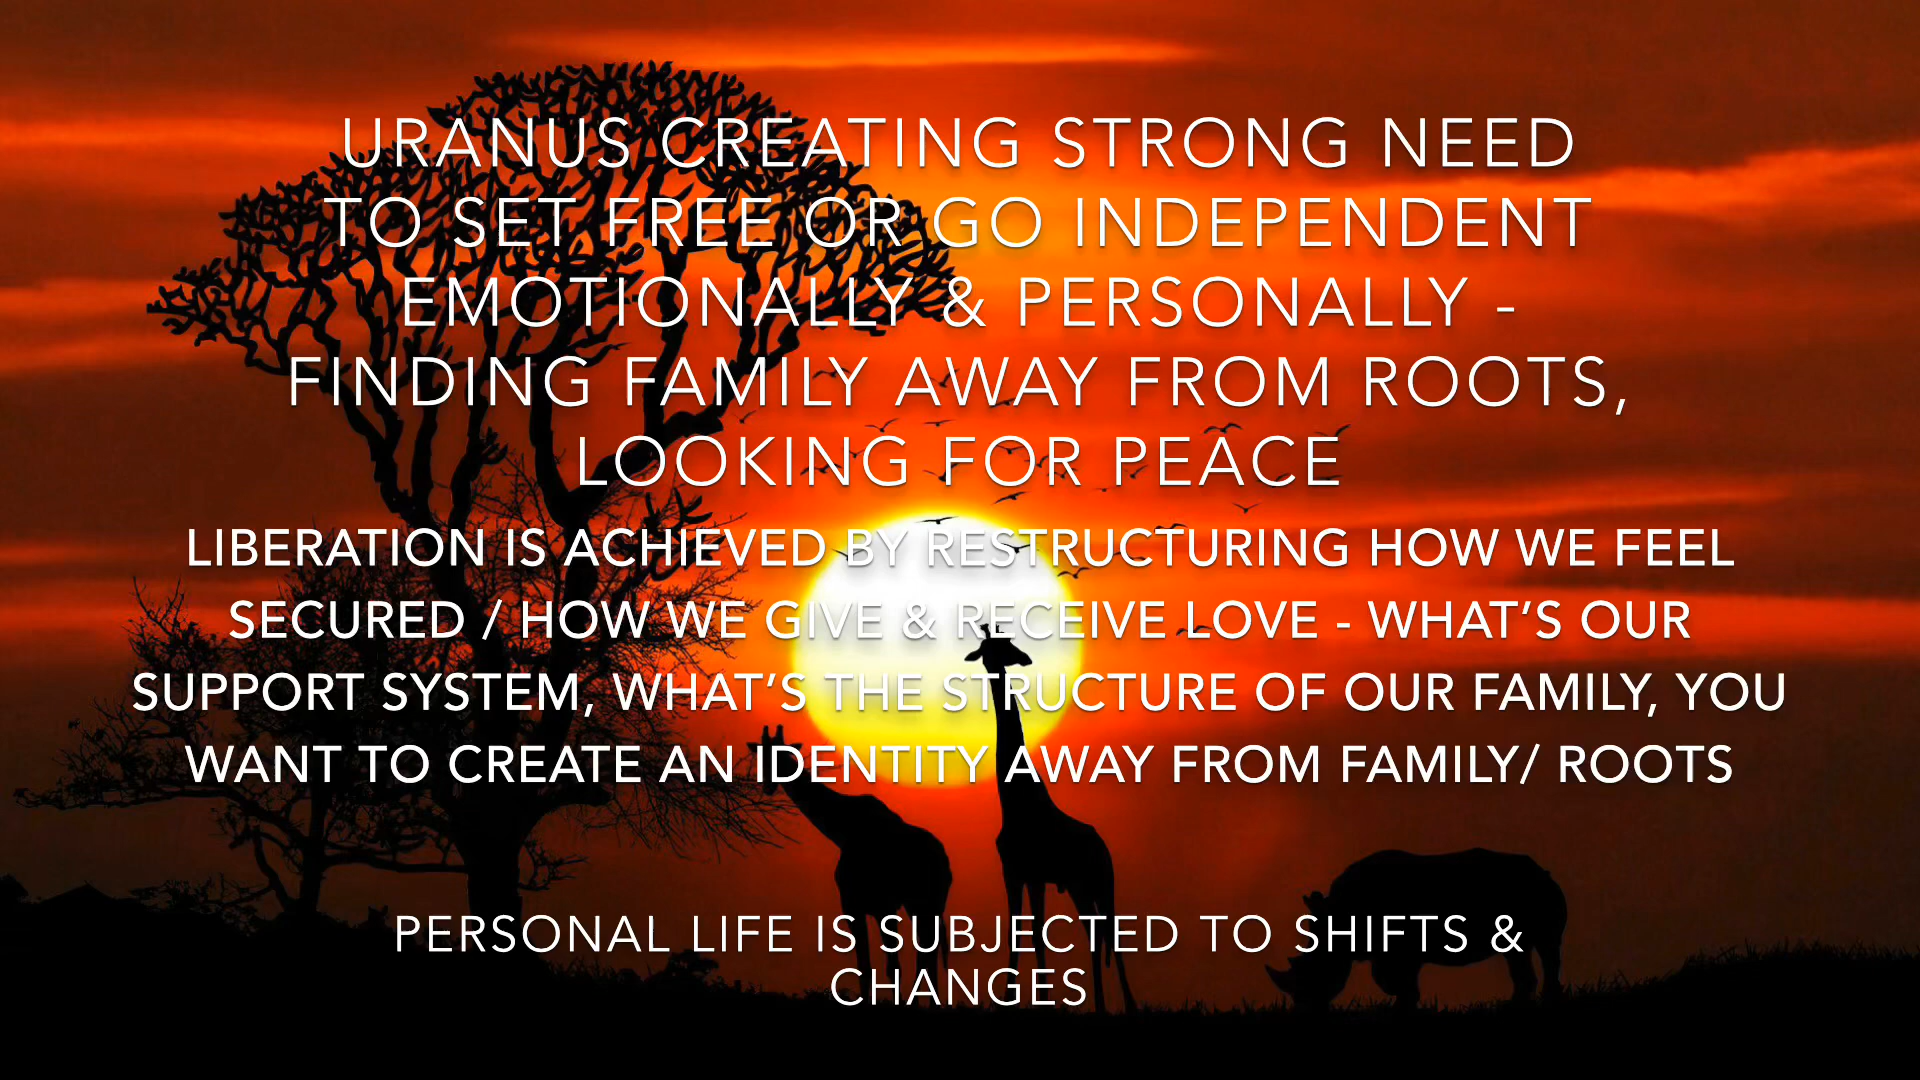 URANUS CREATING STRONG NEED
TO SET FREE OR GO INDEPENDENT
EMOTIONALLY & PERSONALLY -
FINDING FAMILY AWAY FROM ROOTS,
LOOKING FOR PEACE
LIBERATION IS ACHIEVED BY RESTRUCTURING HOW WE FEEL
SECURED / HOW WE GIVE & RECEIVE LOVE - WHAT’S OUR
SUPPORT SYSTEM, WHAT’S THE STRUCTURE OF OUR FAMILY, YOU
WANT TO CREATE AN IDENTITY AWAY FROM FAMILY/ ROOTS
PERSONAL LIFE IS SUBJECTED TO SHIFTS &
CHANGES